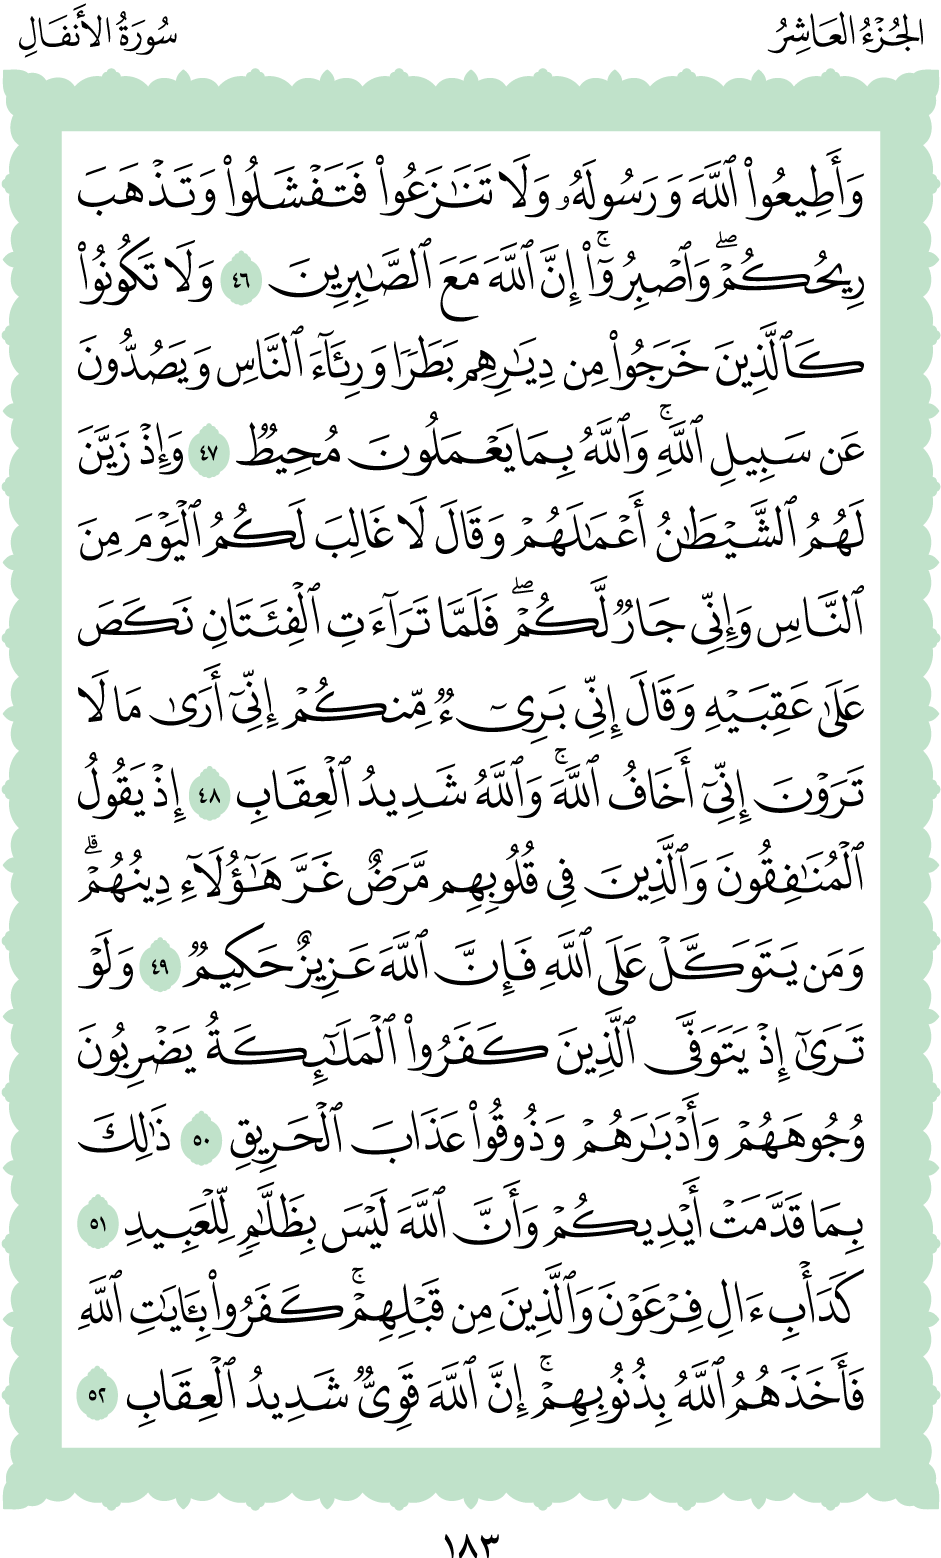 الجُزْءُ العَاشِرُ
سُورَةُ الأَنفَالِ
وَأَطِيعُوا۟ ٱللَّهَ وَرَسُولَهُۥ وَلَا تَنَٰزَعُوا۟ فَتَفْشَلُوا۟ وَتَذْهَبَ
رِيحُكُمْۖ وَٱصْبِرُوٓا۟ۚ إِنَّ ٱللَّهَ مَعَ ٱلصَّٰبِرِينَ ٤٦ وَلَا تَكُونُوا۟
كَٱلَّذِينَ خَرَجُوا۟ مِن دِيَٰرِهِم بَطَرًا وَرِئَآءَ ٱلنَّاسِ وَيَصُدُّونَ
عَن سَبِيلِ ٱللَّهِۚ وَٱللَّهُ بِمَا يَعْمَلُونَ مُحِيطٌ ٤٧ وَإِذْ زَيَّنَ
لَهُمُ ٱلشَّيْطَٰنُ أَعْمَٰلَهُمْ وَقَالَ لَا غَالِبَ لَكُمُ ٱلْيَوْمَ مِنَ
ٱلنَّاسِ وَإِنِّى جَارٌ لَّكُمْۖ فَلَمَّا تَرَآءَتِ ٱلْفِئَتَانِ نَكَصَ
عَلَىٰ عَقِبَيْهِ وَقَالَ إِنِّى بَرِىٓءٌ مِّنكُمْ إِنِّىٓ أَرَىٰ مَا لَا
تَرَوْنَ إِنِّىٓ أَخَافُ ٱللَّهَۚ وَٱللَّهُ شَدِيدُ ٱلْعِقَابِ ٤٨ إِذْ يَقُولُ
ٱلْمُنَٰفِقُونَ وَٱلَّذِينَ فِى قُلُوبِهِم مَّرَضٌ غَرَّ هَٰٓؤُلَآءِ دِينُهُمْۗ
وَمَن يَتَوَكَّلْ عَلَى ٱللَّهِ فَإِنَّ ٱللَّهَ عَزِيزٌ حَكِيمٌ ٤٩ وَلَوْ
تَرَىٰٓ إِذْ يَتَوَفَّى ٱلَّذِينَ كَفَرُوا۟ ٱلْمَلَٰٓئِكَةُ يَضْرِبُونَ
وُجُوهَهُمْ وَأَدْبَٰرَهُمْ وَذُوقُوا۟ عَذَابَ ٱلْحَرِيقِ ٥٠ ذَٰلِكَ
بِمَا قَدَّمَتْ أَيْدِيكُمْ وَأَنَّ ٱللَّهَ لَيْسَ بِظَلَّٰمٍ لِّلْعَبِيدِ ٥١
كَدَأْبِ ءَالِ فِرْعَوْنَ وَٱلَّذِينَ مِن قَبْلِهِمْۚ كَفَرُوا۟ بِـَٔايَٰتِ ٱللَّهِ
فَأَخَذَهُمُ ٱللَّهُ بِذُنُوبِهِمْۚ إِنَّ ٱللَّهَ قَوِىٌّ شَدِيدُ ٱلْعِقَابِ ٥٢
١٨٣